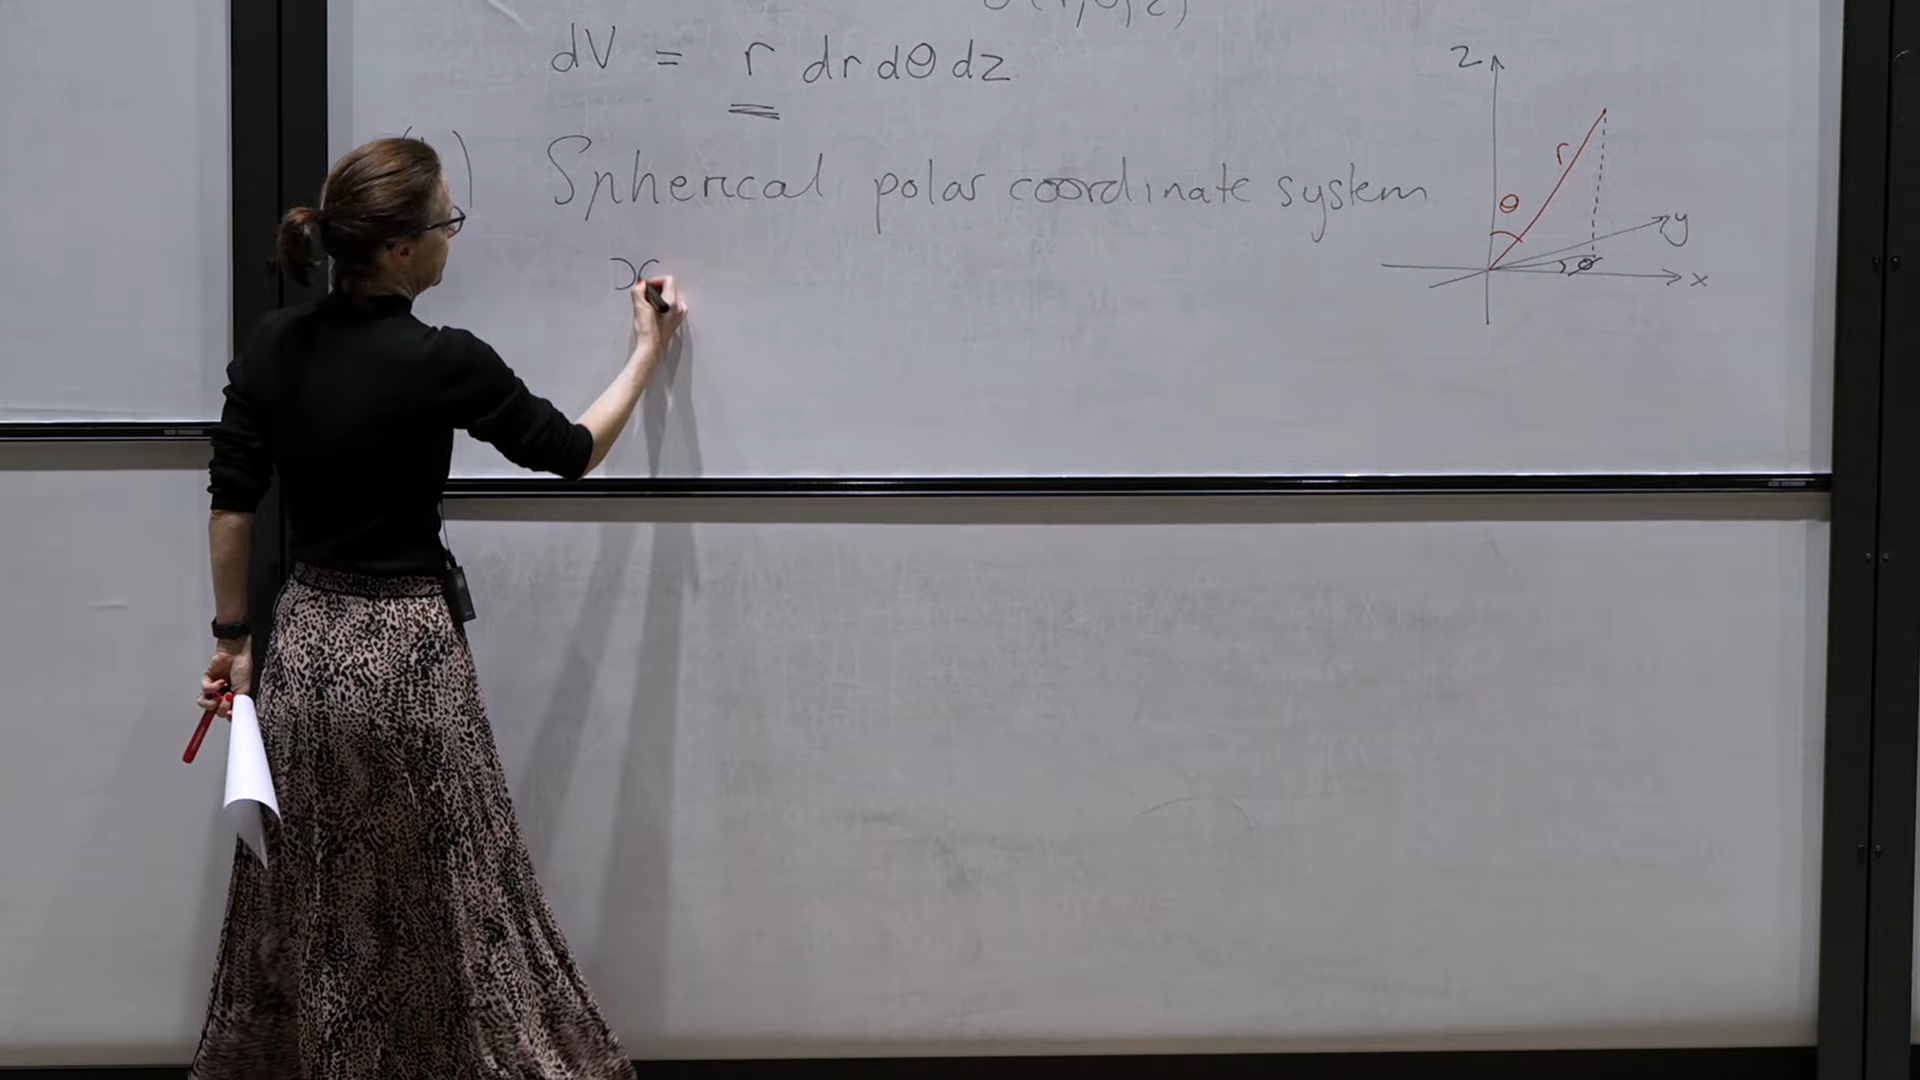 dV = r dr dθ dz
Spherical polar coordinate system
x
z
r
θ
y
ϕ
x